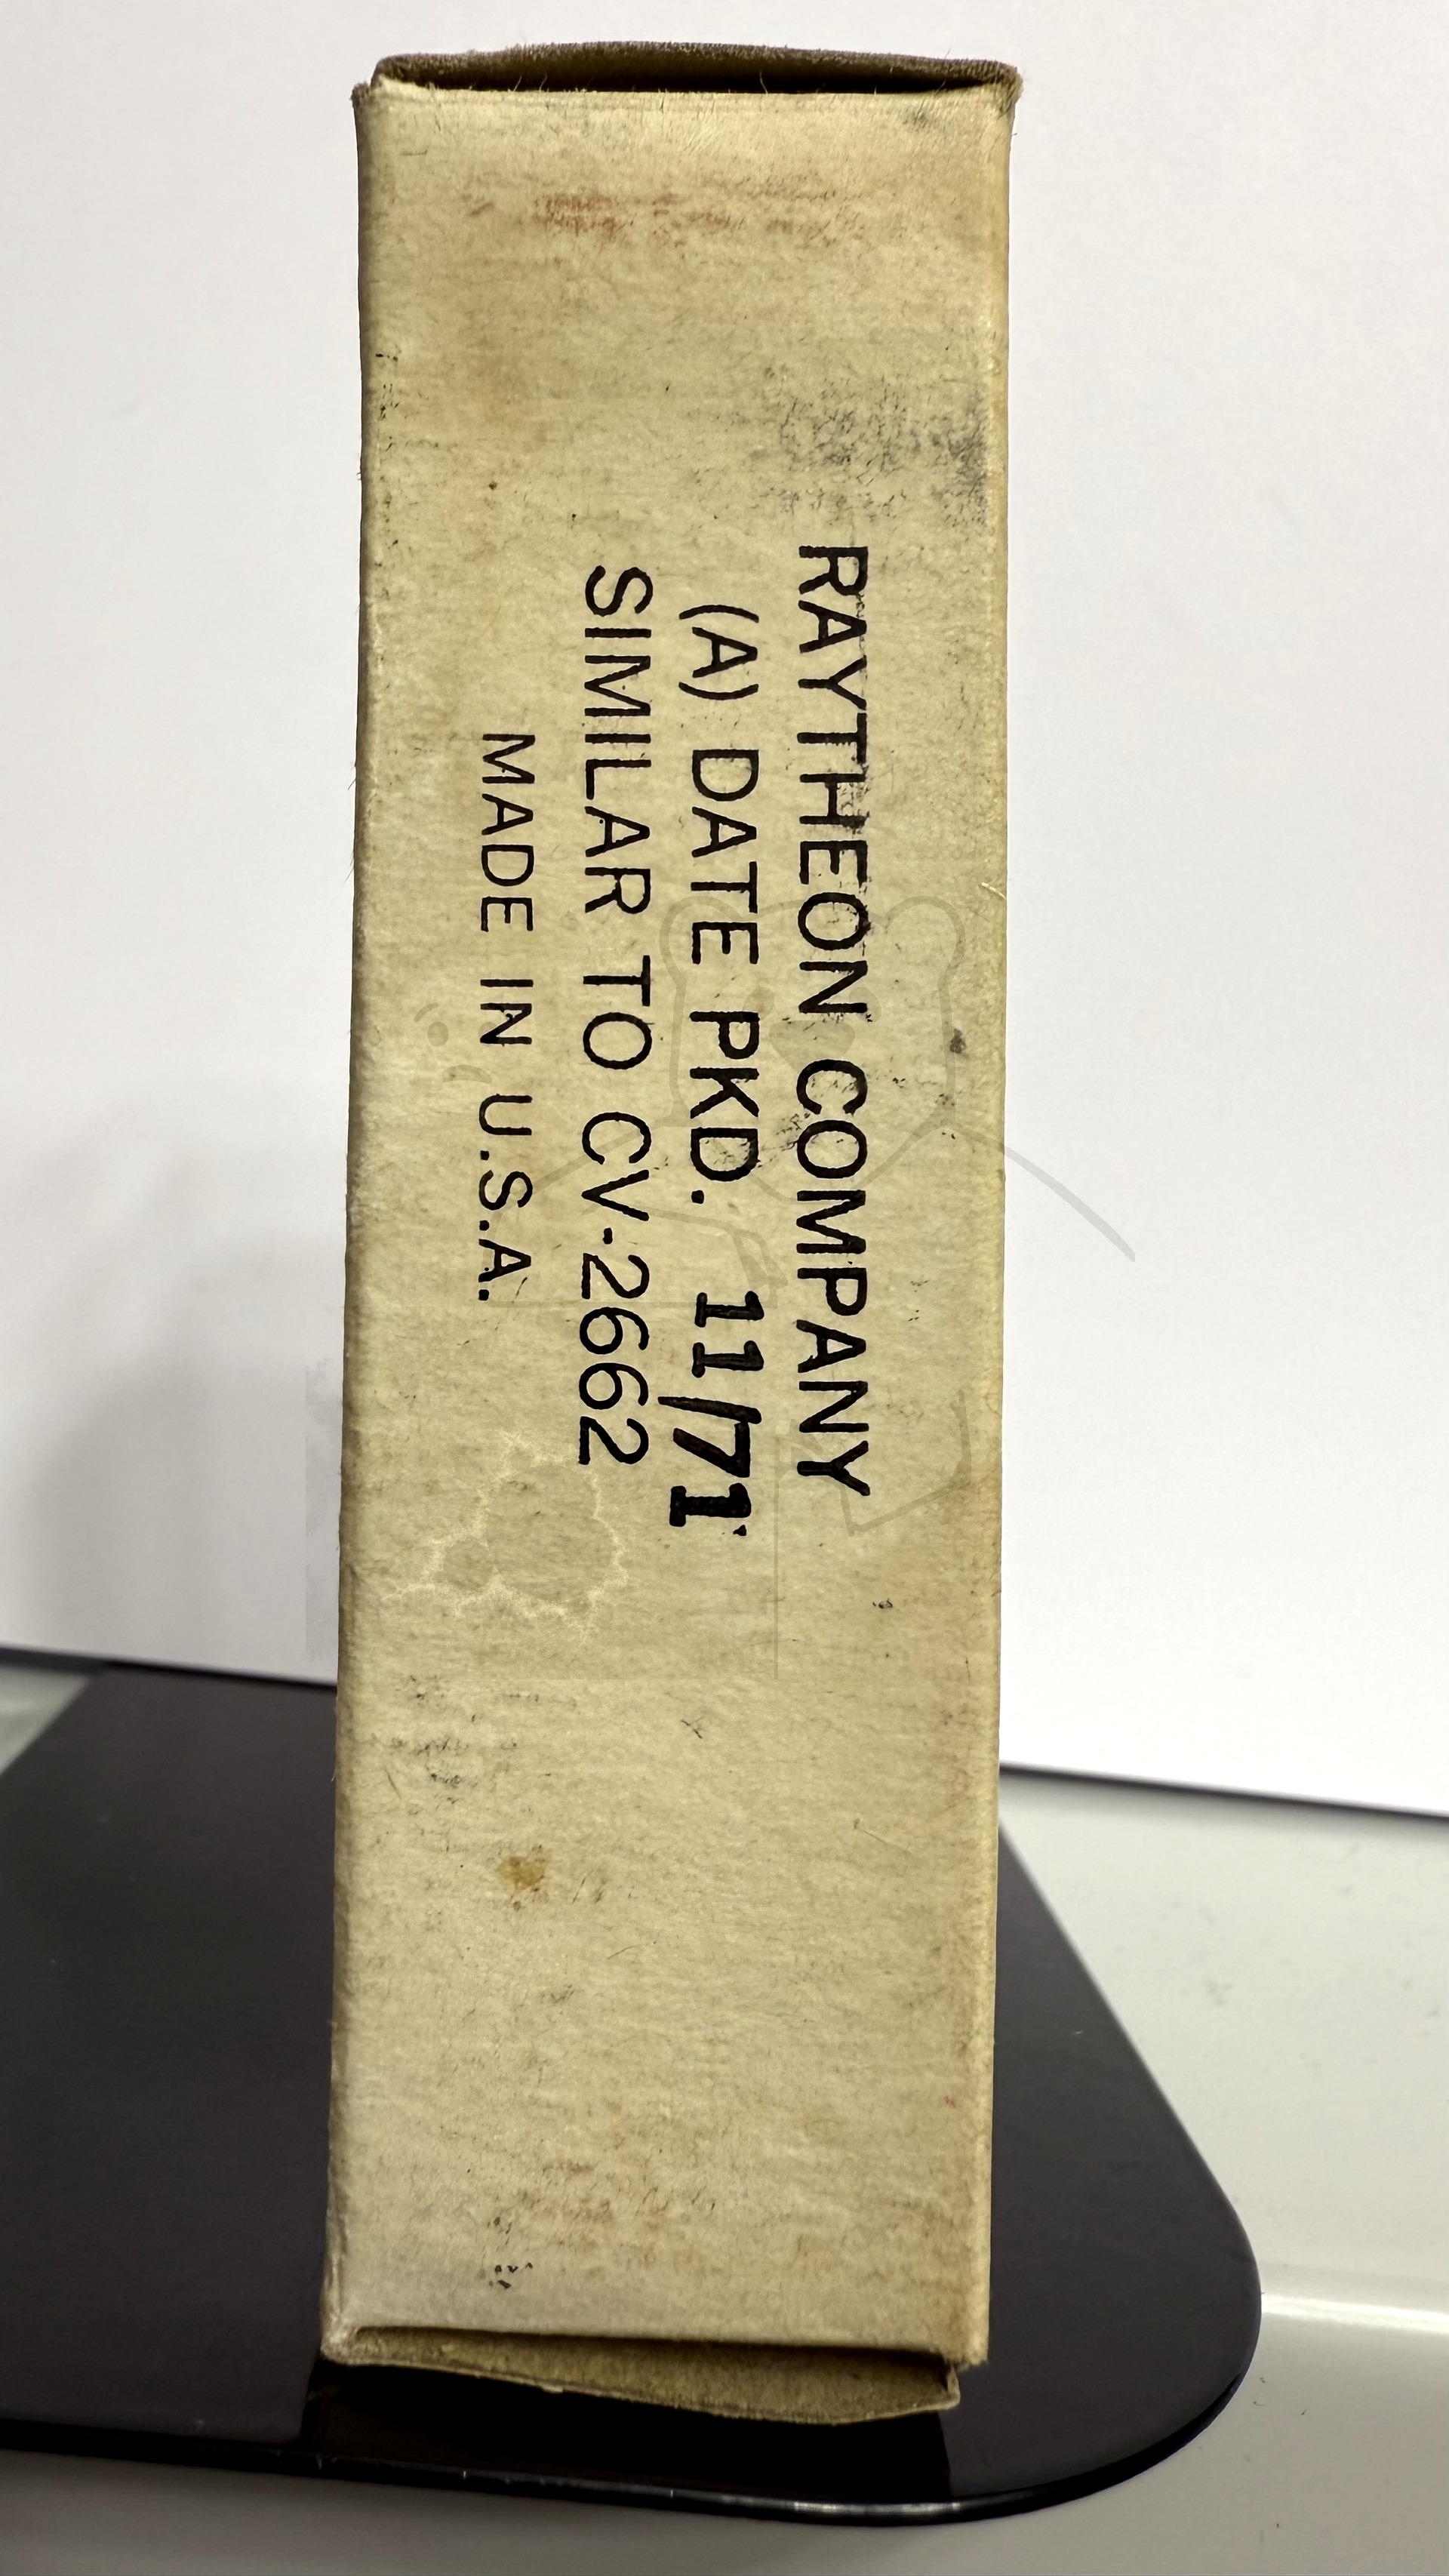 RAYTHEON COMPANY
(A) DATE PKD. 11/71
SIMILAR TO CV-2662
MADE IN U.S.A.